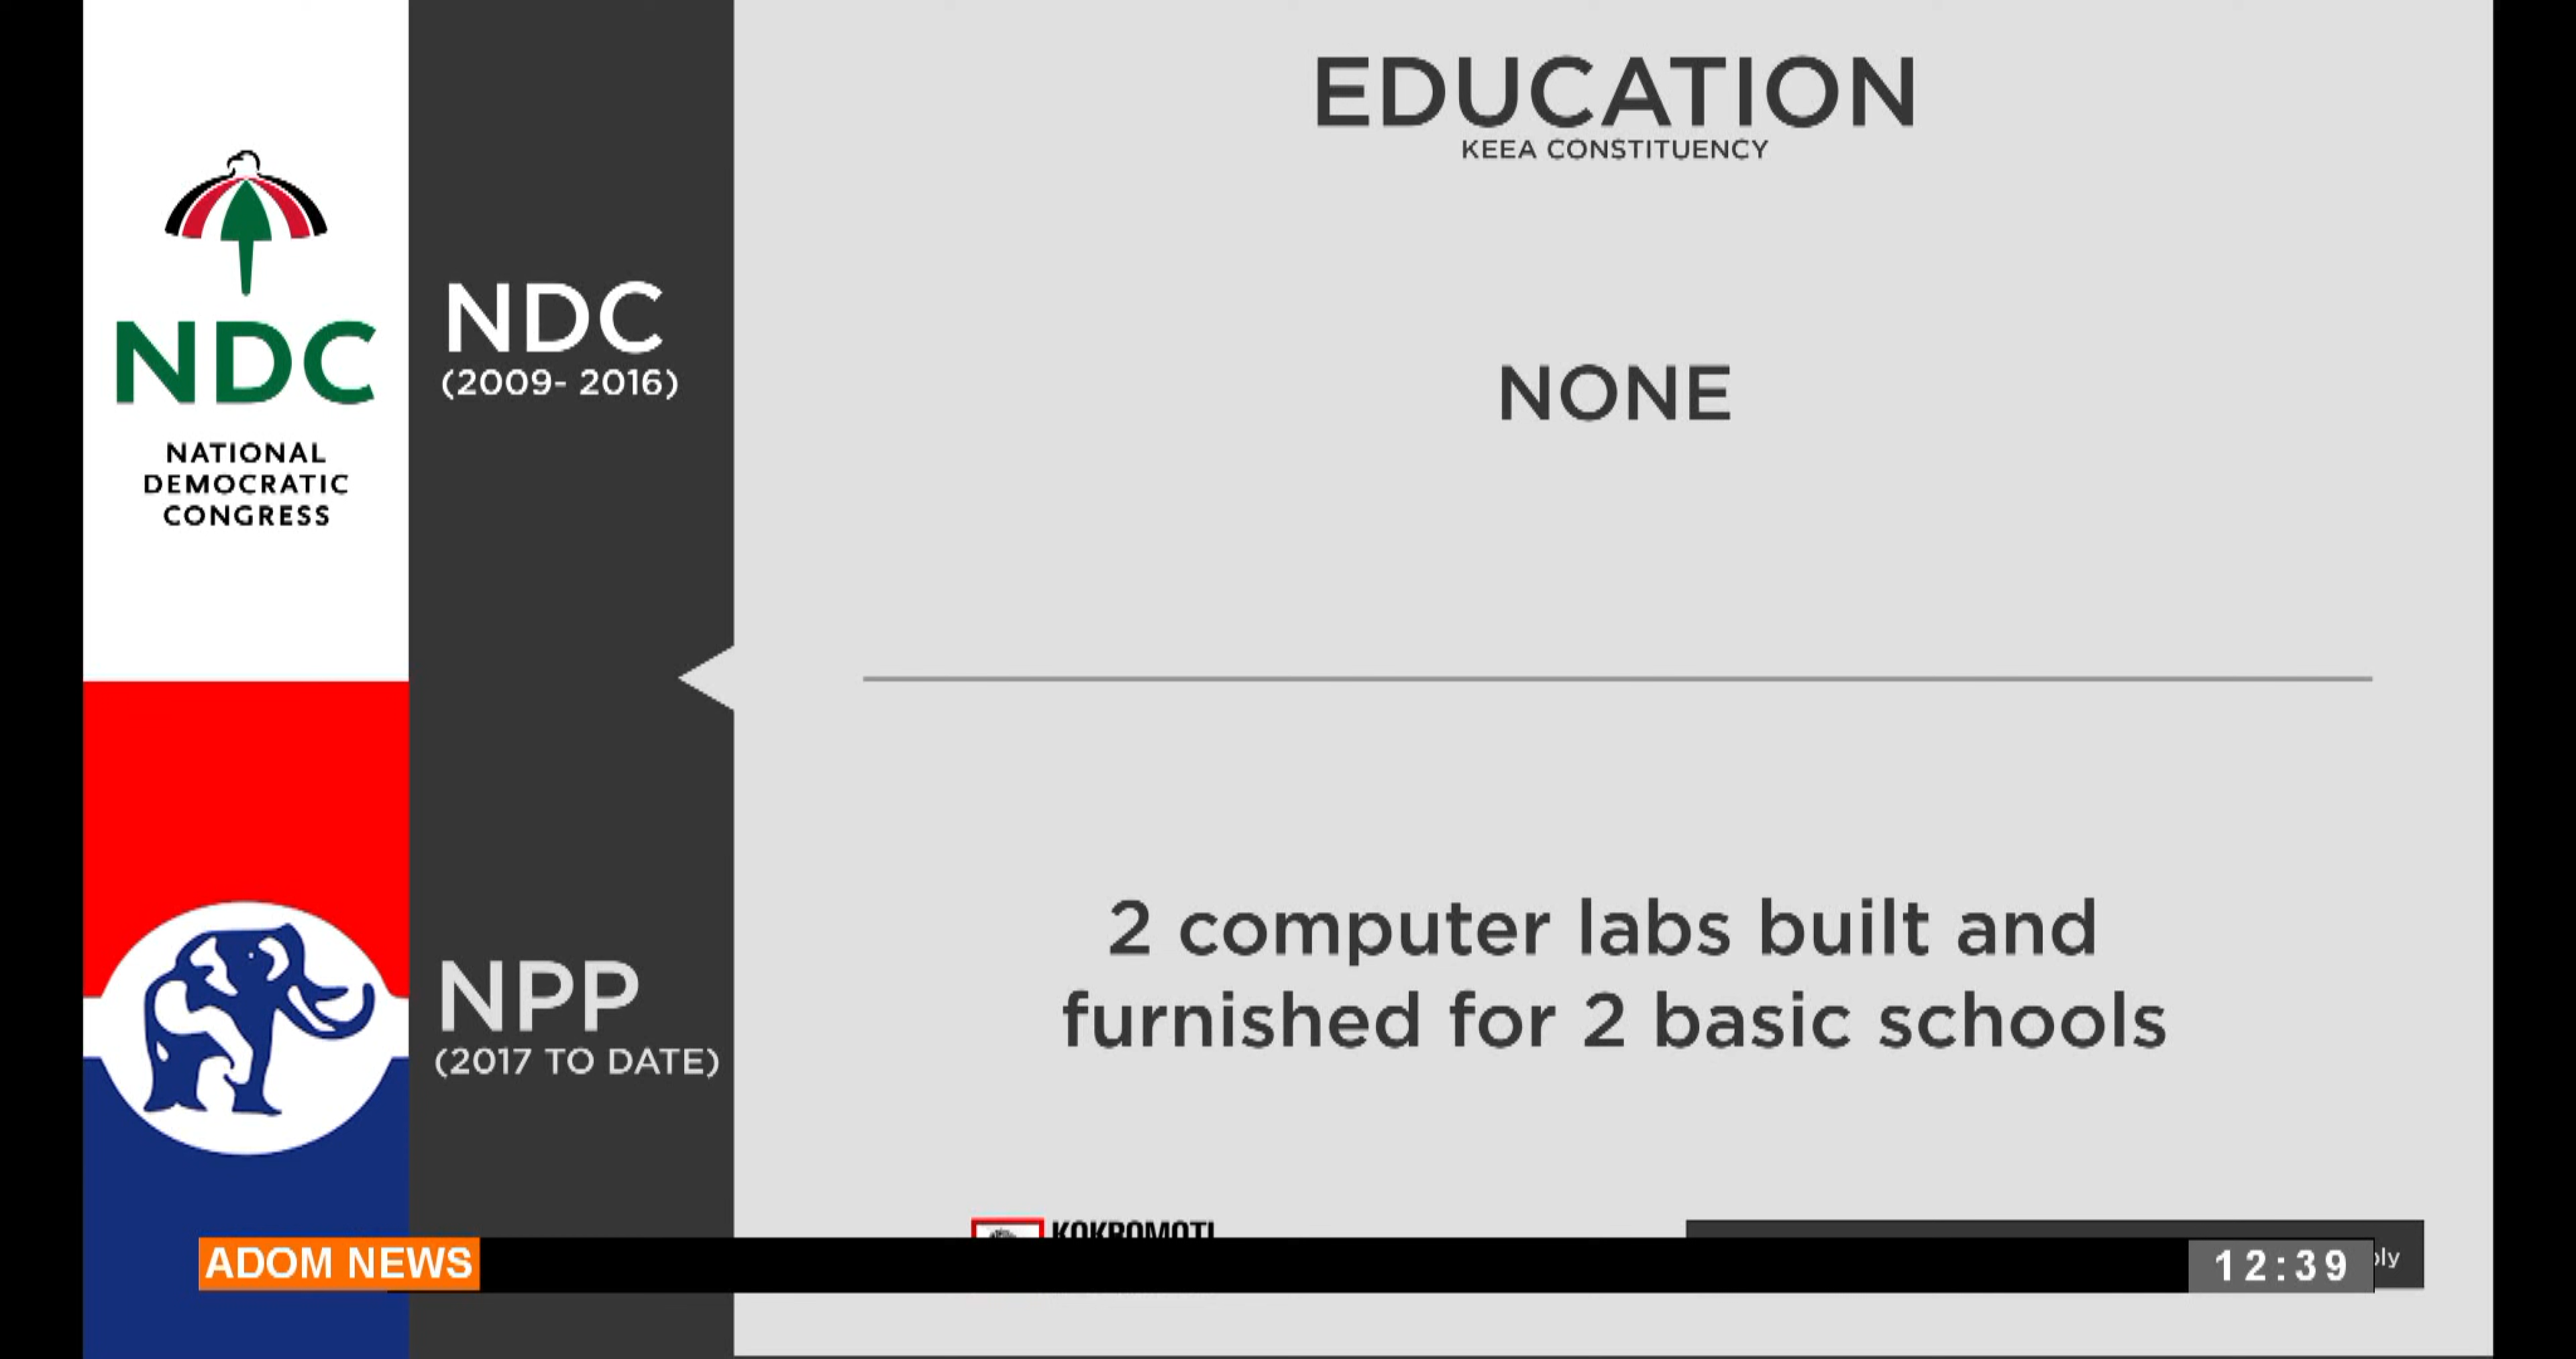 EDUCATION
KEEA CONSTITUENCY
NDC
NATIONAL
DEMOCRATIC
CONGRESS
NDC
(2009- 2016)
NONE
NPP
(2017 TO DATE)
2 computer labs built and
furnished for 2 basic schools
KOKROMOTI
ADOM NEWS
12:39